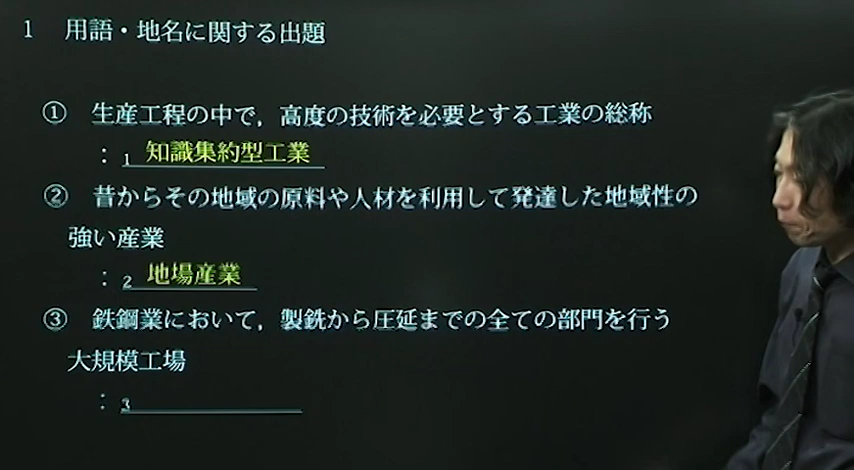 1 用語・地名に関する出題
① 生産工程の中で，高度の技術を必要とする工業の総称
：1 知識集約型工業
② 昔からその地域の原料や人材を利用して発達した地域性の
強い産業
：2 地場産業
③ 鉄鋼業において，製銑から圧延までの全ての部門を行う
大規模工場
：3